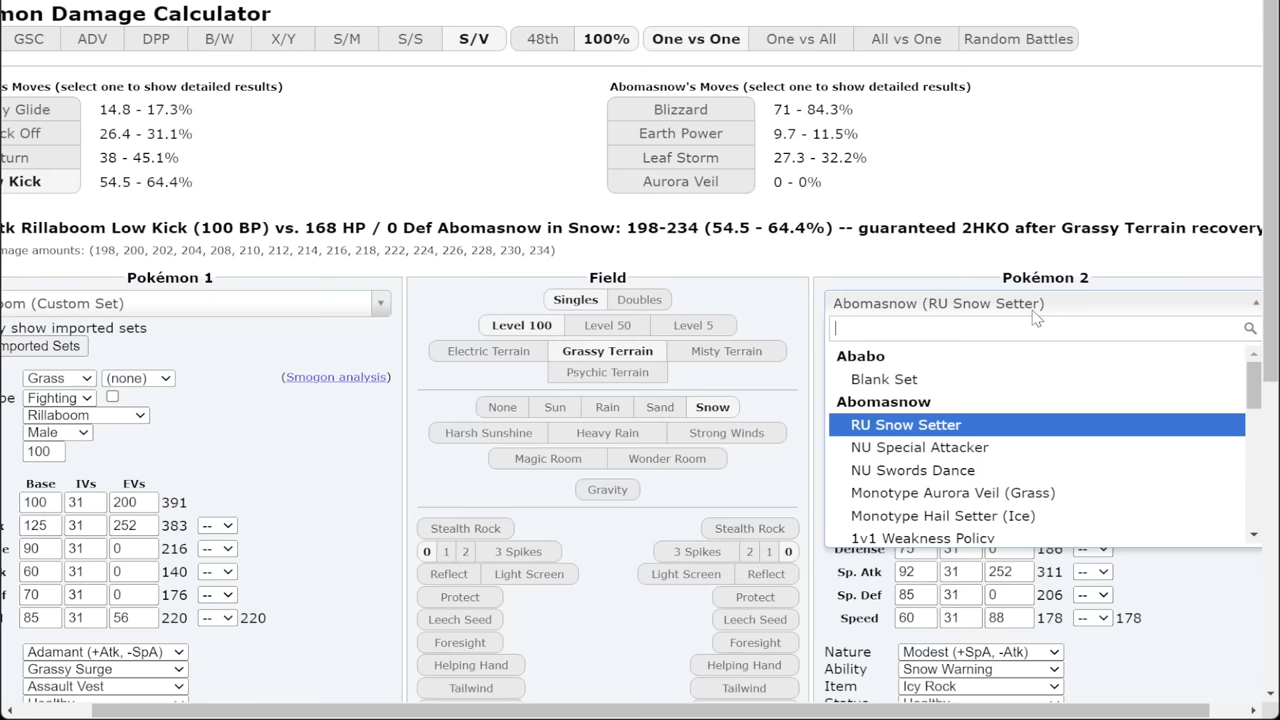 mon Damage Calculator
GSC ADV DPP B/W X/Y S/M S/S S/V 48th 100% One vs One One vs All All vs One Random Battles
's Moves (select one to show detailed results)
y Glide 14.8 - 17.3%
ck Off 26.4 - 31.1%
turn 38 - 45.1%
v Kick 54.5 - 64.4%
Abomasnow's Moves (select one to show detailed results)
Blizzard 71 - 84.3%
Earth Power 9.7 - 11.5%
Leaf Storm 27.3 - 32.2%
Aurora Veil 0 - 0%
tk Rillaboom Low Kick (100 BP) vs. 168 HP / 0 Def Abomasnow in Snow: 198-234 (54.5 - 64.4%) -- guaranteed 2HKO after Grassy Terrain recovery
mage amounts: (198, 200, 202, 204, 208, 210, 212, 214, 216, 218, 222, 224, 226, 228, 230, 234)
Pokémon 1
oom (Custom Set)
y show imported sets
mported Sets
Grass (none) (Smogon analysis)
pe Fighting
Rillaboom
Male
100
Base IVs EVs
100 31 200 391
k 125 31 252 383 --
e 90 31 0 216 --
k 60 31 0 140 --
f 70 31 0 176 --
85 31 56 220 -- 220
Adamant (+Atk, -SpA)
Grassy Surge
Assault Vest
Healthy
Field
Singles Doubles
Level 100 Level 50 Level 5
Electric Terrain Grassy Terrain Misty Terrain
Psychic Terrain
None Sun Rain Sand Snow
Harsh Sunshine Heavy Rain Strong Winds
Magic Room Wonder Room
Gravity
Stealth Rock Stealth Rock
0 1 2 3 Spikes 3 Spikes 2 1 0
Reflect Light Screen Light Screen Reflect
Protect Protect
Leech Seed Leech Seed
Foresight Foresight
Helping Hand Helping Hand
Tailwind Tailwind
Pokémon 2
Abomasnow (RU Snow Setter)
Ababo
Blank Set
Abomasnow
RU Snow Setter
NU Special Attacker
NU Swords Dance
Monotype Aurora Veil (Grass)
Monotype Hail Setter (Ice)
1v1 Weakness Policy
Defense 75 31 0 186 --
Sp. Atk 92 31 252 311 --
Sp. Def 85 31 0 206 --
Speed 60 31 88 178 -- 178
Nature Modest (+SpA, -Atk)
Ability Snow Warning
Item Icy Rock
Status Healthy